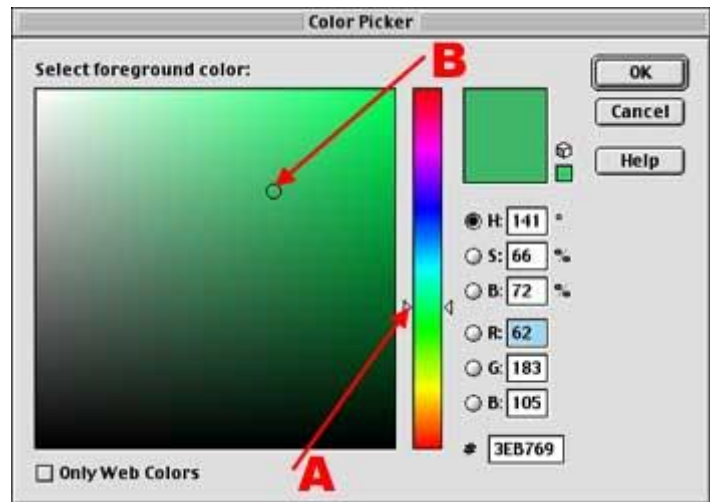 Color Picker
Select foreground color:
B
OK
Cancel
Help
H: 141 °
S: 66 %
B: 72 %
R: 62
G: 183
B: 105
# 3EB769
Only Web Colors
A